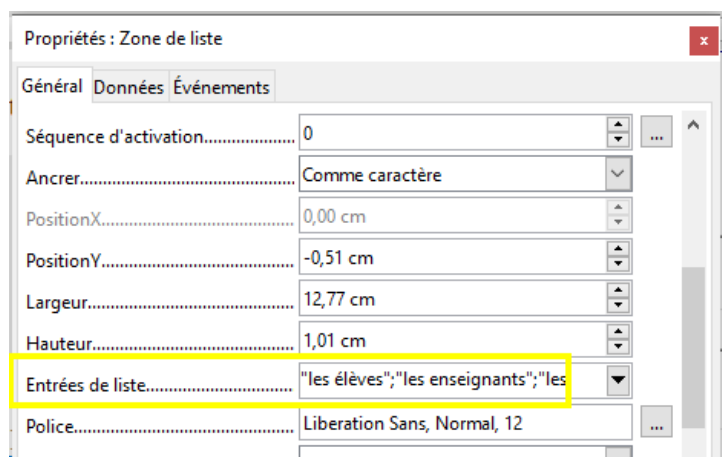 Propriétés : Zone de liste
x
Général Données Événements
Séquence d'activation.................... 0 ...
Ancrer............................................... Comme caractère
PositionX.......................................... 0,00 cm
PositionY.......................................... -0,51 cm
Largeur............................................. 12,77 cm
Hauteur............................................ 1,01 cm
Entrées de liste................................ "les élèves";"les enseignants";"les
Police................................................ Liberation Sans, Normal, 12 ...